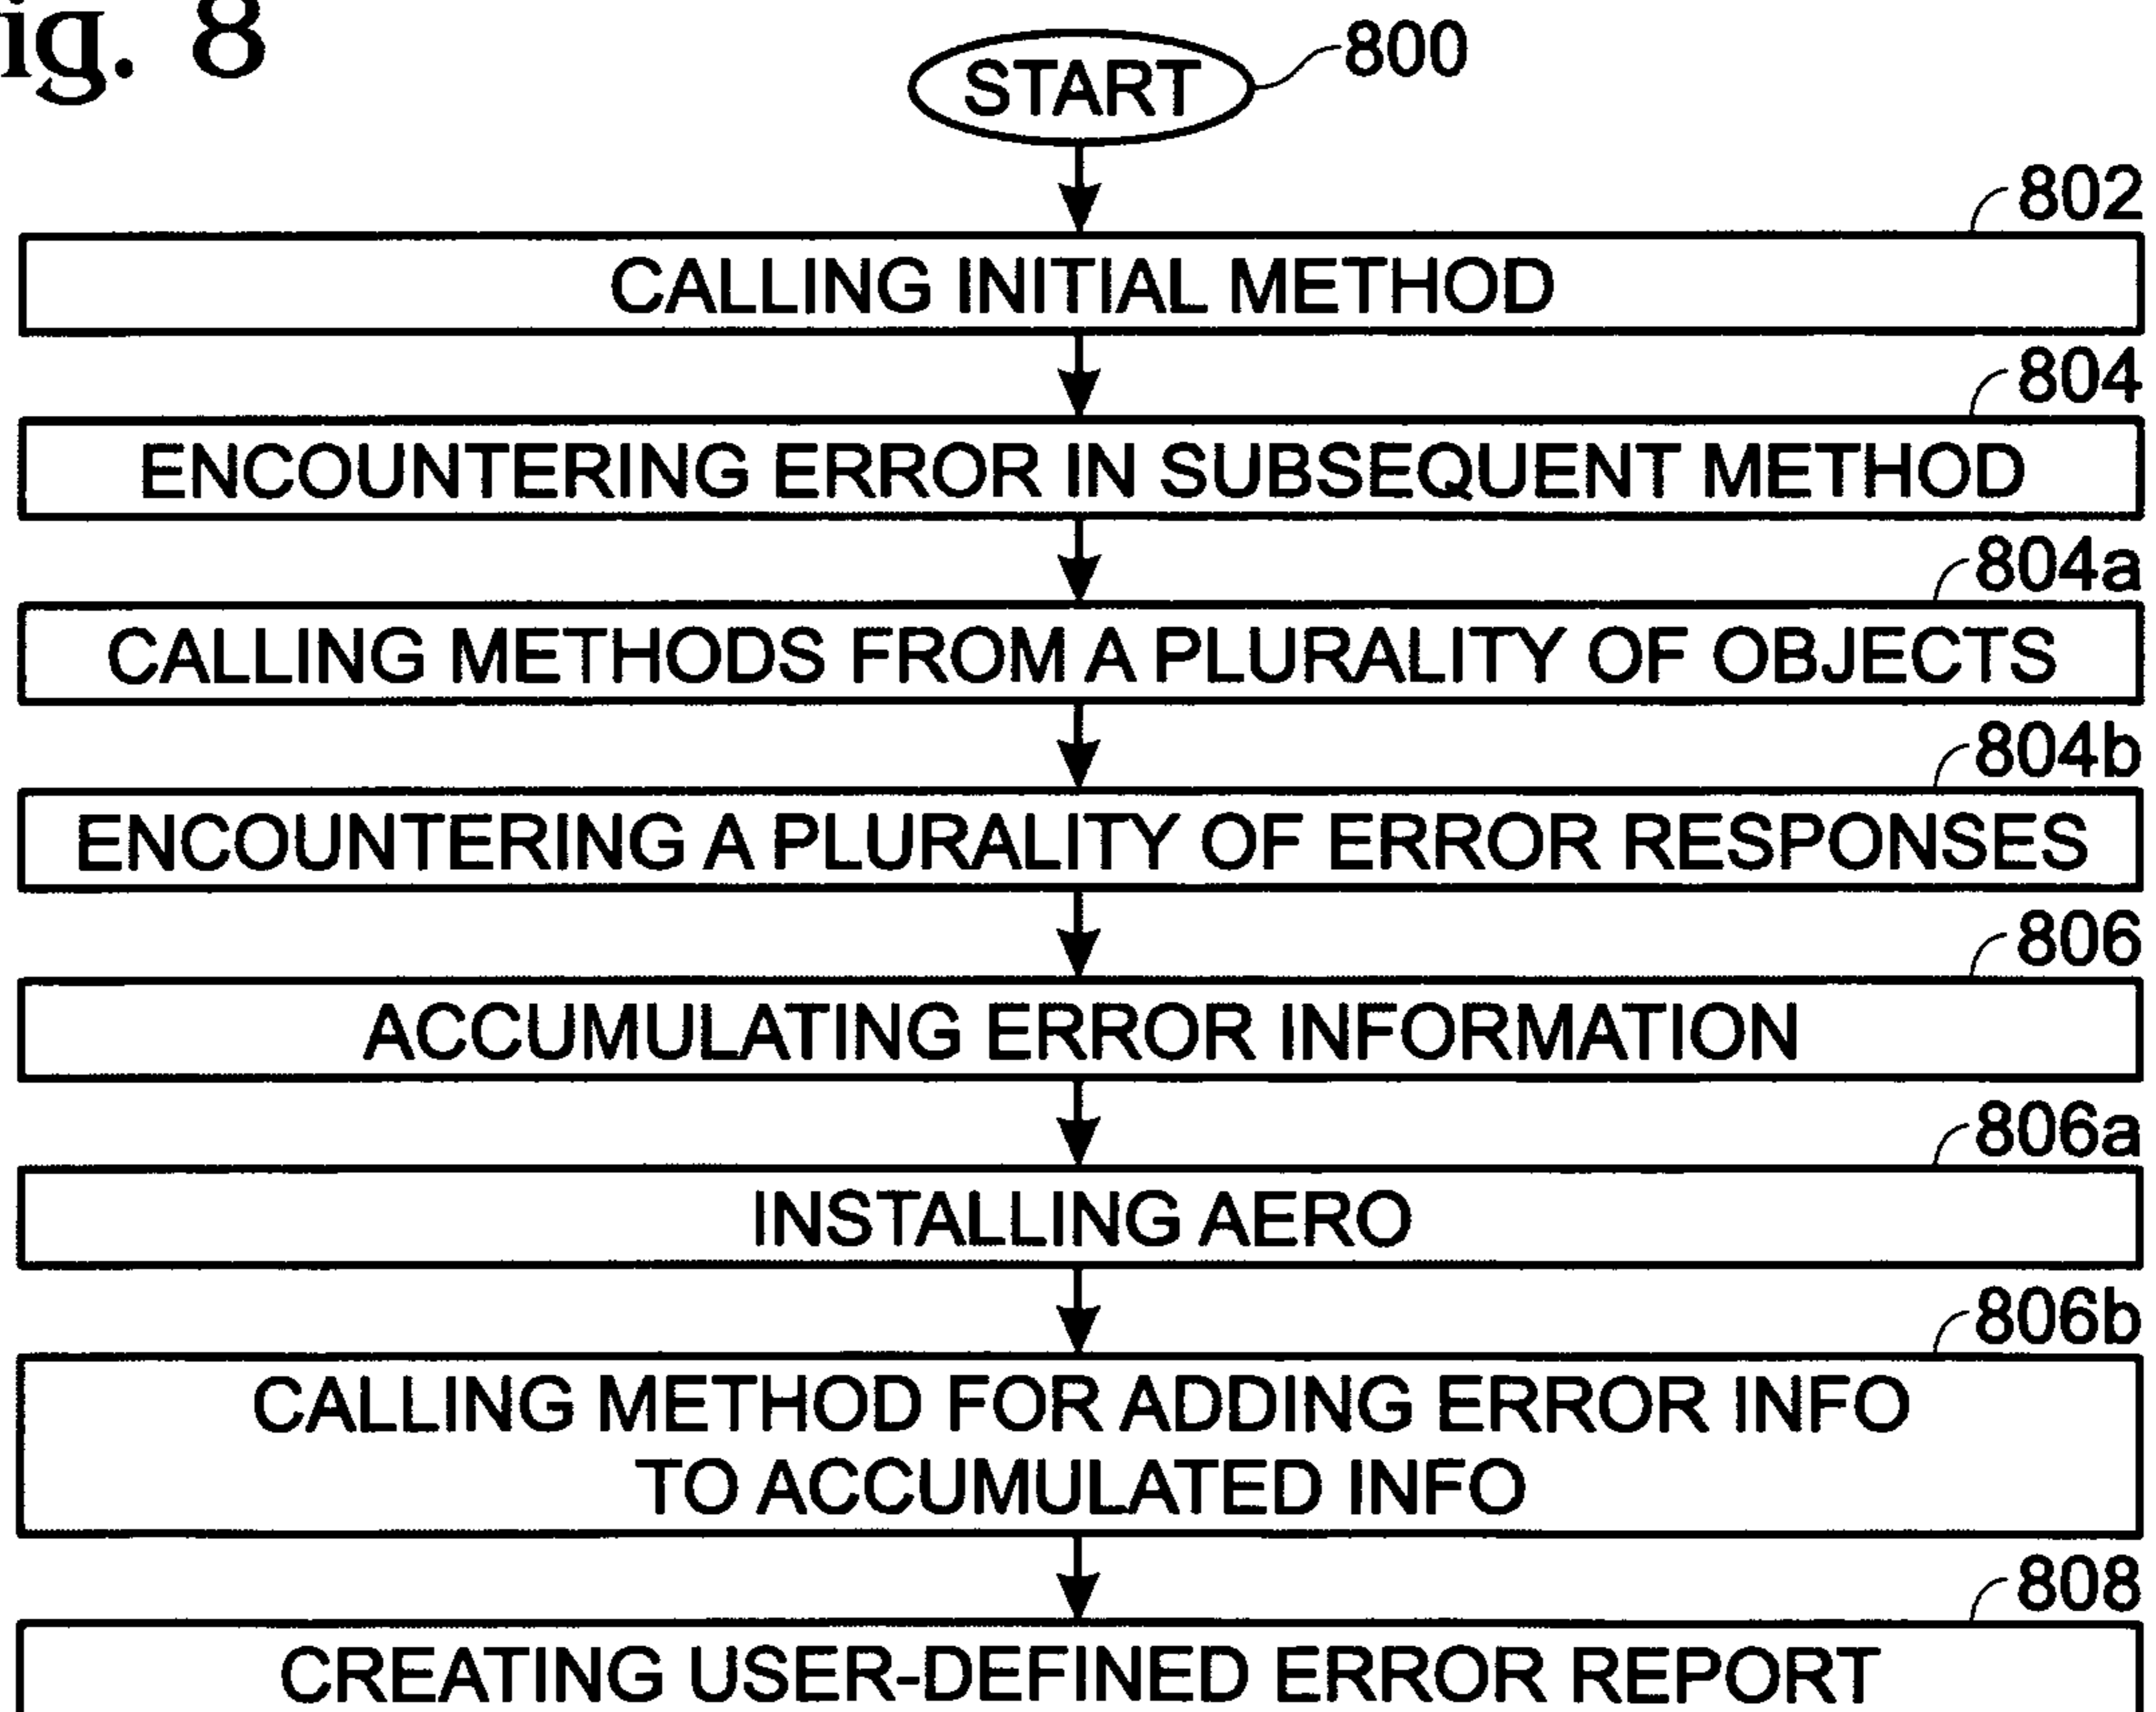 ig. 8
START
800
802
CALLING INITIAL METHOD
804
ENCOUNTERING ERROR IN SUBSEQUENT METHOD
804a
CALLING METHODS FROM A PLURALITY OF OBJECTS
804b
ENCOUNTERING A PLURALITY OF ERROR RESPONSES
806
ACCUMULATING ERROR INFORMATION
806a
INSTALLING AERO
806b
CALLING METHOD FOR ADDING ERROR INFO
TO ACCUMULATED INFO
808
CREATING USER-DEFINED ERROR REPORT